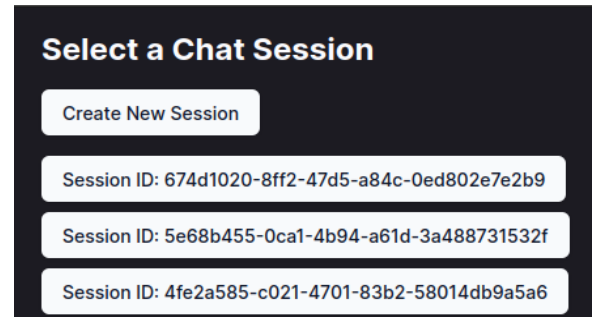 Select a Chat Session
Create New Session
Session ID: 674d1020-8ff2-47d5-a84c-0ed802e7e2b9
Session ID: 5e68b455-0ca1-4b94-a61d-3a488731532f
Session ID: 4fe2a585-c021-4701-83b2-58014db9a5a6